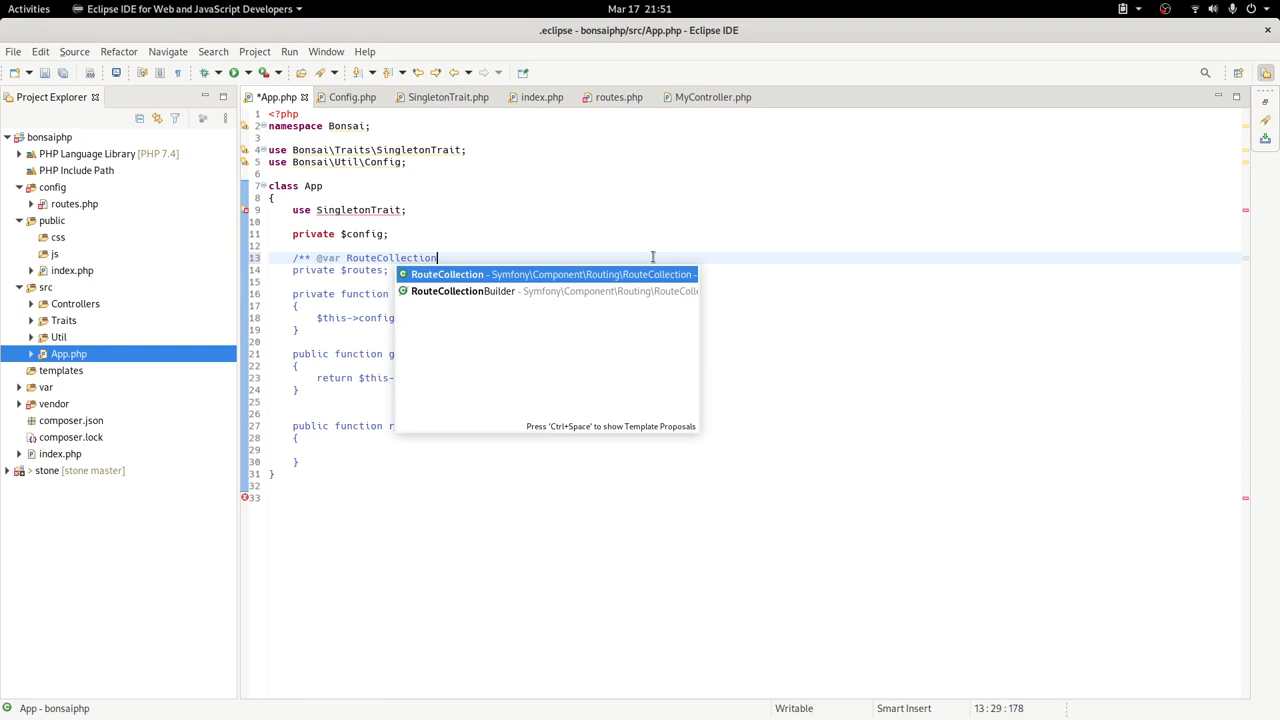 Activities
Eclipse IDE for Web and JavaScript Developers
Mar 17 21:51
.eclipse - bonsaiphp/src/App.php - Eclipse IDE
File Edit Source Refactor Navigate Search Project Run Window Help
Project Explorer
*App.php Config.php SingletonTrait.php index.php routes.php MyController.php
bonsaiphp
PHP Language Library [PHP 7.4]
PHP Include Path
config
routes.php
public
css
js
index.php
src
Controllers
Traits
Util
App.php
templates
var
vendor
composer.json
composer.lock
index.php
> stone [stone master]
1 <?php
2 namespace Bonsai;
3
4 use Bonsai\Traits\SingletonTrait;
5 use Bonsai\Util\Config;
6
7 class App
8 {
9 use SingletonTrait;
10
11 private $config;
12
13 /** @var RouteCollection
14 private $routes;
15
16 private function
17 {
18 $this->config
19 }
20
21 public function g
22 {
23 return $this-
24 }
25
26
27 public function r
28 {
29
30 }
31 }
32
33
RouteCollection - Symfony\Component\Routing\RouteCollection -
RouteCollectionBuilder - Symfony\Component\Routing\RouteColle
Press 'Ctrl+Space' to show Template Proposals
App - bonsaiphp
Writable
Smart Insert
13 : 29 : 178